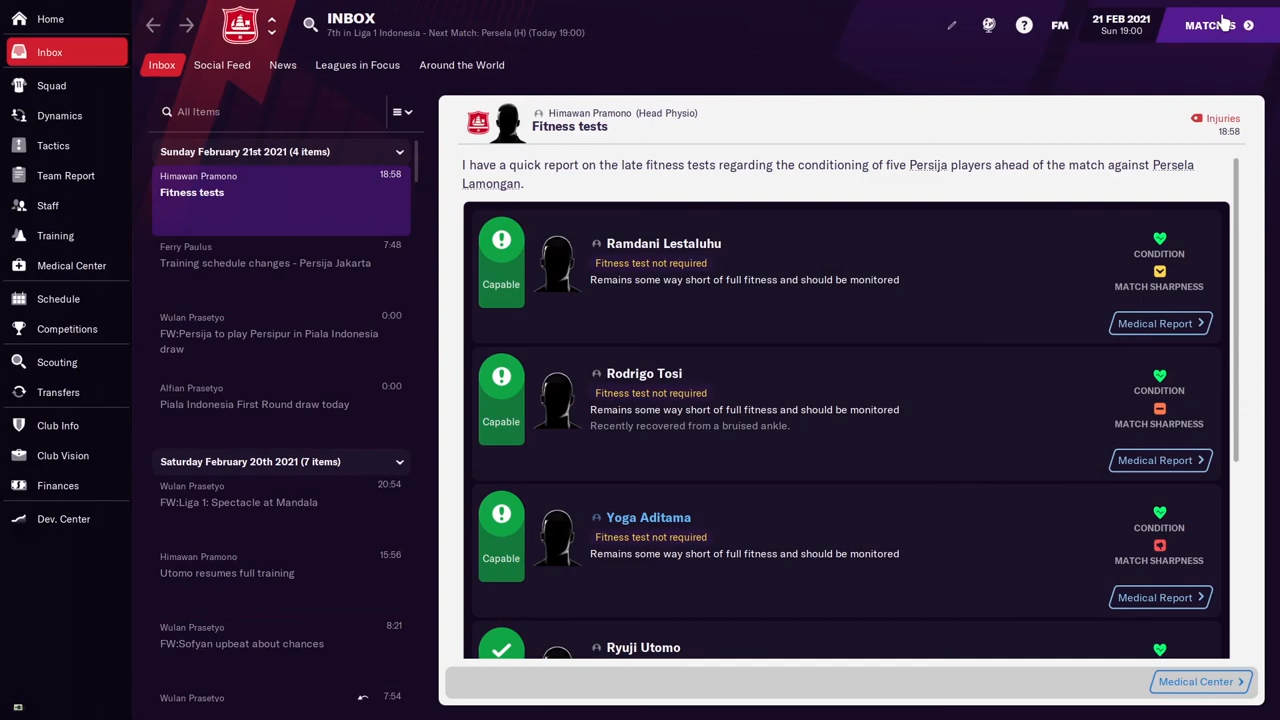 Home
Inbox
Squad
Dynamics
Tactics
Team Report
Staff
Training
Medical Center
Schedule
Competitions
Scouting
Transfers
Club Info
Club Vision
Finances
Dev. Center
INBOX
7th in Liga 1 Indonesia - Next Match: Persela (H) (Today 19:00)
FM
21 FEB 2021
Sun 19:00
Inbox
Social Feed
News
Leagues in Focus
Around the World
All Items
Sunday February 21st 2021 (4 items)
Himawan Pramono 18:58
Fitness tests
Ferry Paulus 7:48
Training schedule changes - Persija Jakarta
Wulan Prasetyo 0:00
FW:Persija to play Persipur in Piala Indonesia
draw
Alfian Prasetyo 0:00
Piala Indonesia First Round draw today
Saturday February 20th 2021 (7 items)
Wulan Prasetyo 20:54
FW:Liga 1: Spectacle at Mandala
Himawan Pramono 15:56
Utomo resumes full training
Wulan Prasetyo 8:21
FW:Sofyan upbeat about chances
Wulan Prasetyo 7:54
Himawan Pramono (Head Physio)
Fitness tests
Injuries
18:58
I have a quick report on the late fitness tests regarding the conditioning of five Persija players ahead of the match against Persela
Lamongan.
Capable
Ramdani Lestaluhu
Fitness test not required
Remains some way short of full fitness and should be monitored
CONDITION
MATCH SHARPNESS
Medical Report
Capable
Rodrigo Tosi
Fitness test not required
Remains some way short of full fitness and should be monitored
Recently recovered from a bruised ankle.
CONDITION
MATCH SHARPNESS
Medical Report
Capable
Yoga Aditama
Fitness test not required
Remains some way short of full fitness and should be monitored
CONDITION
MATCH SHARPNESS
Medical Report
Ryuji Utomo
Medical Center